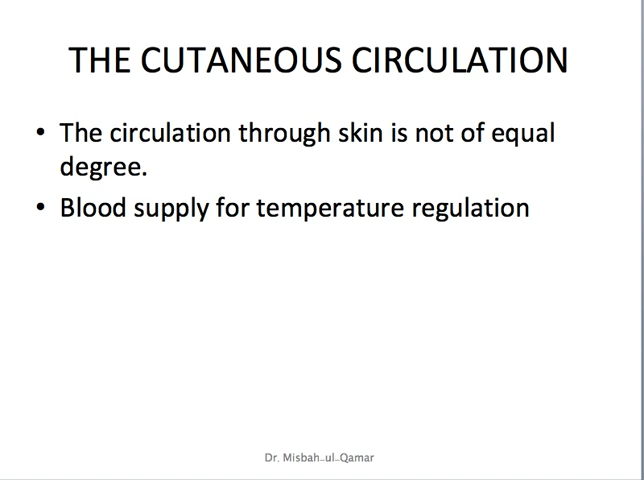 THE CUTANEOUS CIRCULATION
• The circulation through skin is not of equal
degree.
• Blood supply for temperature regulation
Dr. Misbah-ul-Qamar